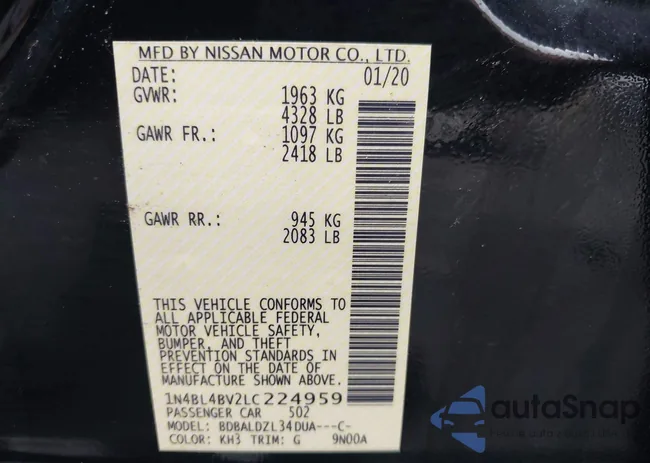 MFD BY NISSAN MOTOR CO., LTD.
DATE: 01/20
GVWR: 1963 KG
4328 LB
GAWR FR.: 1097 KG
2418 LB
GAWR RR.: 945 KG
2083 LB
THIS VEHICLE CONFORMS TO
ALL APPLICABLE FEDERAL
MOTOR VEHICLE SAFETY,
BUMPER, AND THEFT
PREVENTION STANDARDS IN
EFFECT ON THE DATE OF
MANUFACTURE SHOWN ABOVE.
1N4BL4BV2LC224959
PASSENGER CAR 502
MODEL: BDBALDZL34DUA---C-
COLOR: KH3 TRIM: G 9N00A
autoSnap
AUTO AUCTION SNAPSHOT